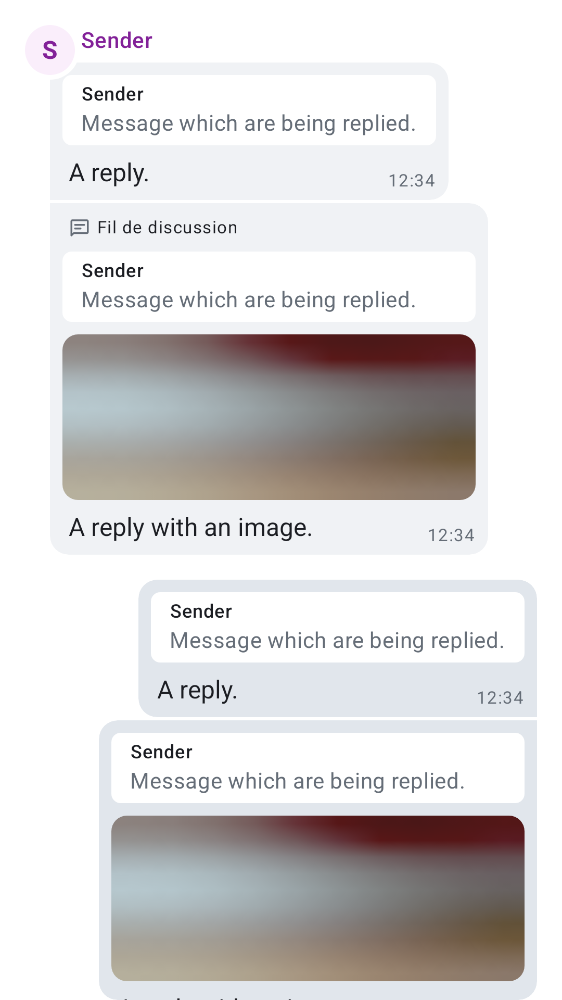 S
Sender
Sender
Message which are being replied.
A reply.
12:34
Fil de discussion
Sender
Message which are being replied.
A reply with an image.
12:34
Sender
Message which are being replied.
A reply.
12:34
Sender
Message which are being replied.